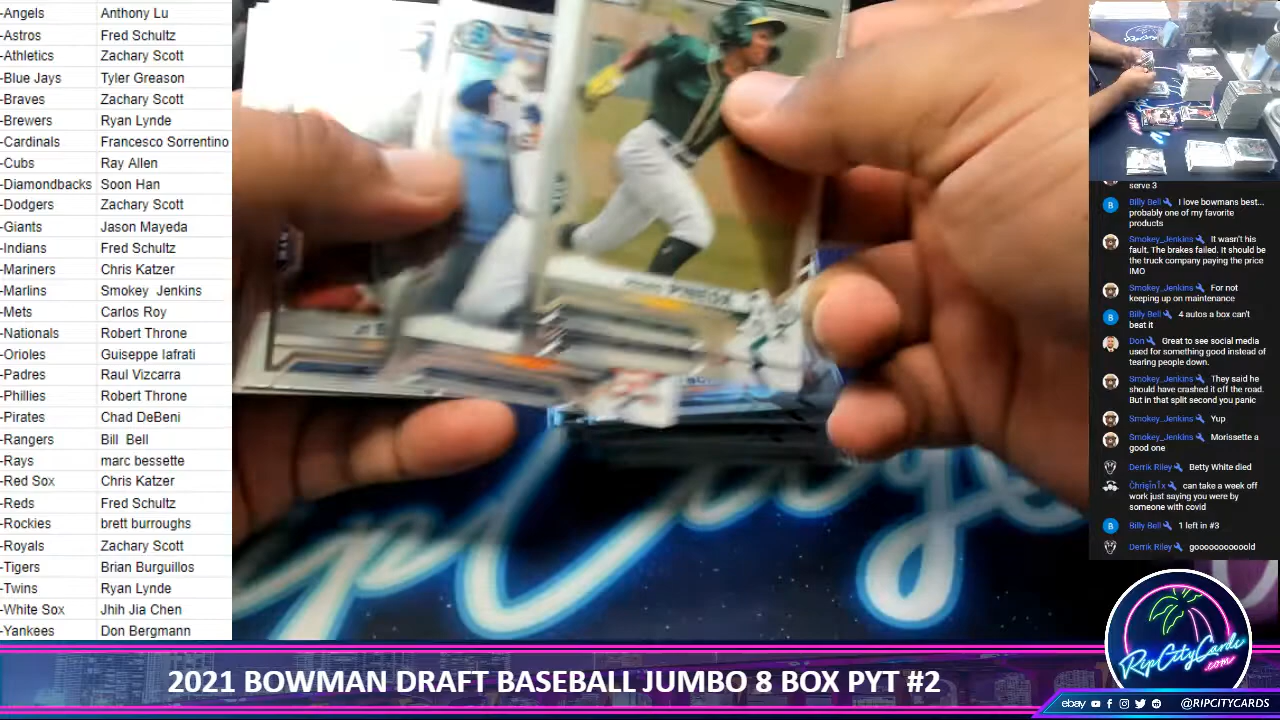 -Angels Anthony Lu
-Astros Fred Schultz
-Athletics Zachary Scott
-Blue Jays Tyler Greason
-Braves Zachary Scott
-Brewers Ryan Lynde
-Cardinals Francesco Sorrentino
-Cubs Ray Allen
-Diamondbacks Soon Han
-Dodgers Zachary Scott
-Giants Jason Mayeda
-Indians Fred Schultz
-Mariners Chris Katzer
-Marlins Smokey Jenkins
-Mets Carlos Roy
-Nationals Robert Throne
-Orioles Guiseppe Iafrati
-Padres Raul Vizcarra
-Phillies Robert Throne
-Pirates Chad DeBeni
-Rangers Bill Bell
-Rays marc bessette
-Red Sox Chris Katzer
-Reds Fred Schultz
-Rockies brett burroughs
-Royals Zachary Scott
-Tigers Brian Burguillos
-Twins Ryan Lynde
-White Sox Jhih Jia Chen
-Yankees Don Bergmann
serve 3
B Billy Bell I love bowmans best...
probably one of my favorite
products
Smokey_Jenkins It wasn't his
fault. The brakes failed. It should be
the truck company paying the price
IMO
Smokey_Jenkins For not
keeping up on maintenance
B Billy Bell 4 autos a box can't
beat it
Don Great to see social media
used for something good instead of
tearing people down.
Smokey_Jenkins They said he
should have crashed it off the road.
But in that split second you panic
Smokey_Jenkins Yup
Smokey_Jenkins Morissette a
good one
Derrik Riley Betty White died
can take a week off
work just saying you were by
someone with covid
B Billy Bell 1 left in #3
Derrik Riley gooooooooooold
RipCityCards
.com
2021 BOWMAN DRAFT BASEBALL JUMBO 8 BOX PYT #2
ebay @RIPCITYCARDS